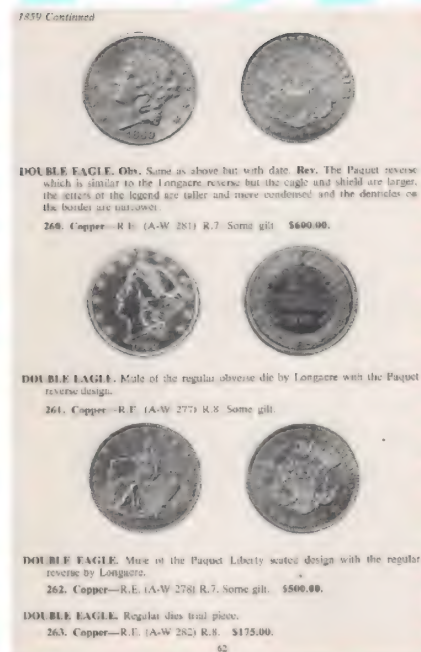 1859 Continued
DOUBLE EAGLE. Obv. Same as above but with date. Rev. The Paquet reverse
which is similar to the Longacre reverse but the eagle and shield are larger,
the letters of the legend are taller and more condensed and the denticles on
the border are narrower.
260. Copper—R.E. (A-W 281) R.7. Some gilt. $600.00.
DOUBLE EAGLE. Mule of the regular obverse die by Longacre with the Paquet
reverse design.
261. Copper—R.E. (A-W 277) R.8. Some gilt.
DOUBLE EAGLE. Mule of the Paquet Liberty seated design with the regular
reverse by Longacre.
262. Copper—R.E. (A-W 278) R.7. Some gilt. $500.00.
DOUBLE EAGLE. Regular dies trial piece.
263. Copper—R.E. (A-W 282) R.8. $175.00.
62